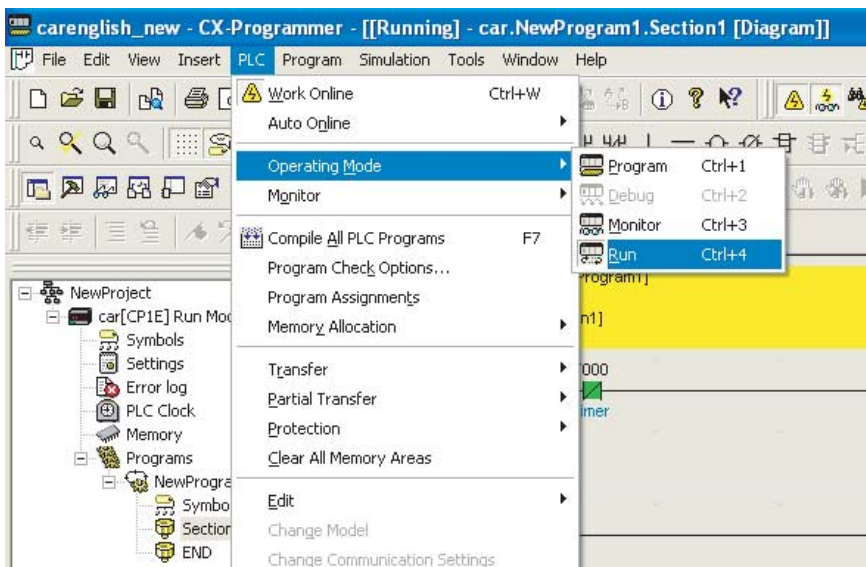 carenglish_new - CX-Programmer - [[Running] - car.NewProgram1.Section1 [Diagram]]
File Edit View Insert PLC Program Simulation Tools Window Help
Work Online Ctrl+W
Auto Online
Operating Mode
Monitor
Compile All PLC Programs F7
Program Check Options...
Program Assignments
Memory Allocation
Transfer
Partial Transfer
Protection
Clear All Memory Areas
Edit
Change Model
Change Communication Settings
Program Ctrl+1
Debug Ctrl+2
Monitor Ctrl+3
Run Ctrl+4
NewProject
car[CP1E] Run Mod
Symbols
Settings
Error log
PLC Clock
Memory
Programs
NewProgra
Symbo
Section
END
Program1]
n1]
000
imer